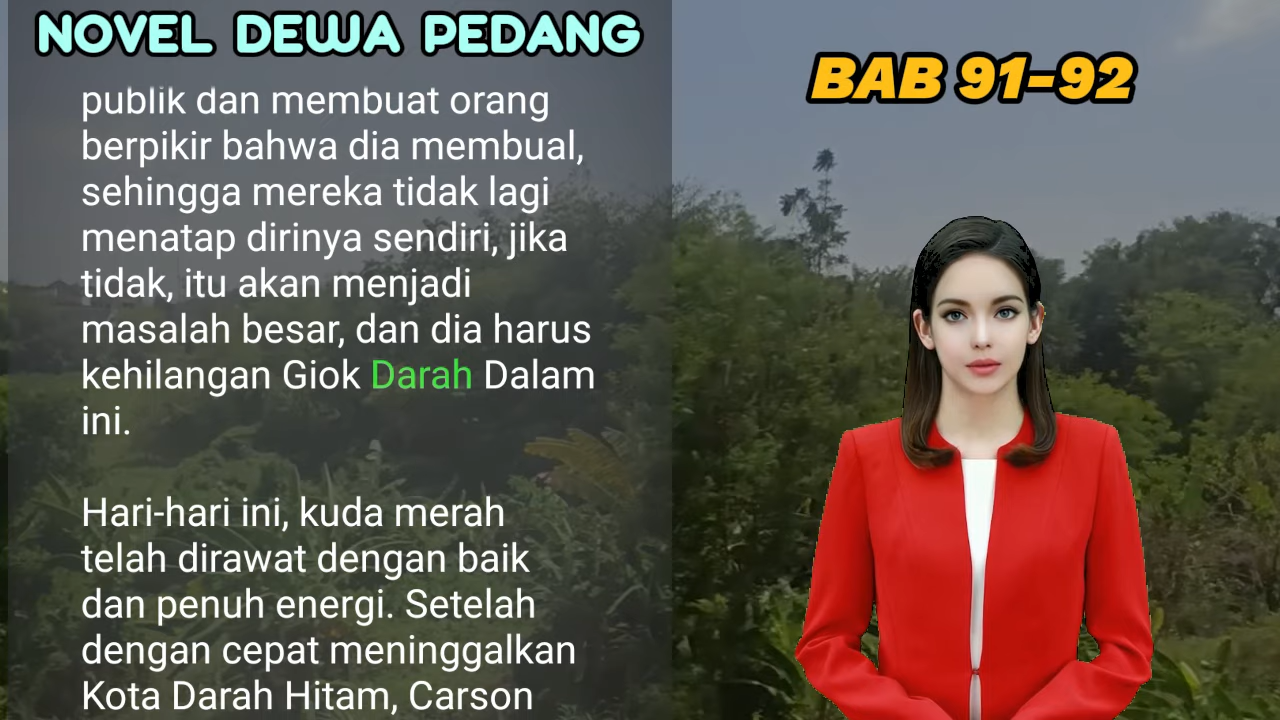 NOVEL DEWA PEDANG
publik dan membuat orang
berpikir bahwa dia membual,
sehingga mereka tidak lagi
menatap dirinya sendiri, jika
tidak, itu akan menjadi
masalah besar, dan dia harus
kehilangan Giok Darah Dalam
ini.
Hari-hari ini, kuda merah
telah dirawat dengan baik
dan penuh energi. Setelah
dengan cepat meninggalkan
Kota Darah Hitam, Carson
BAB 91-92